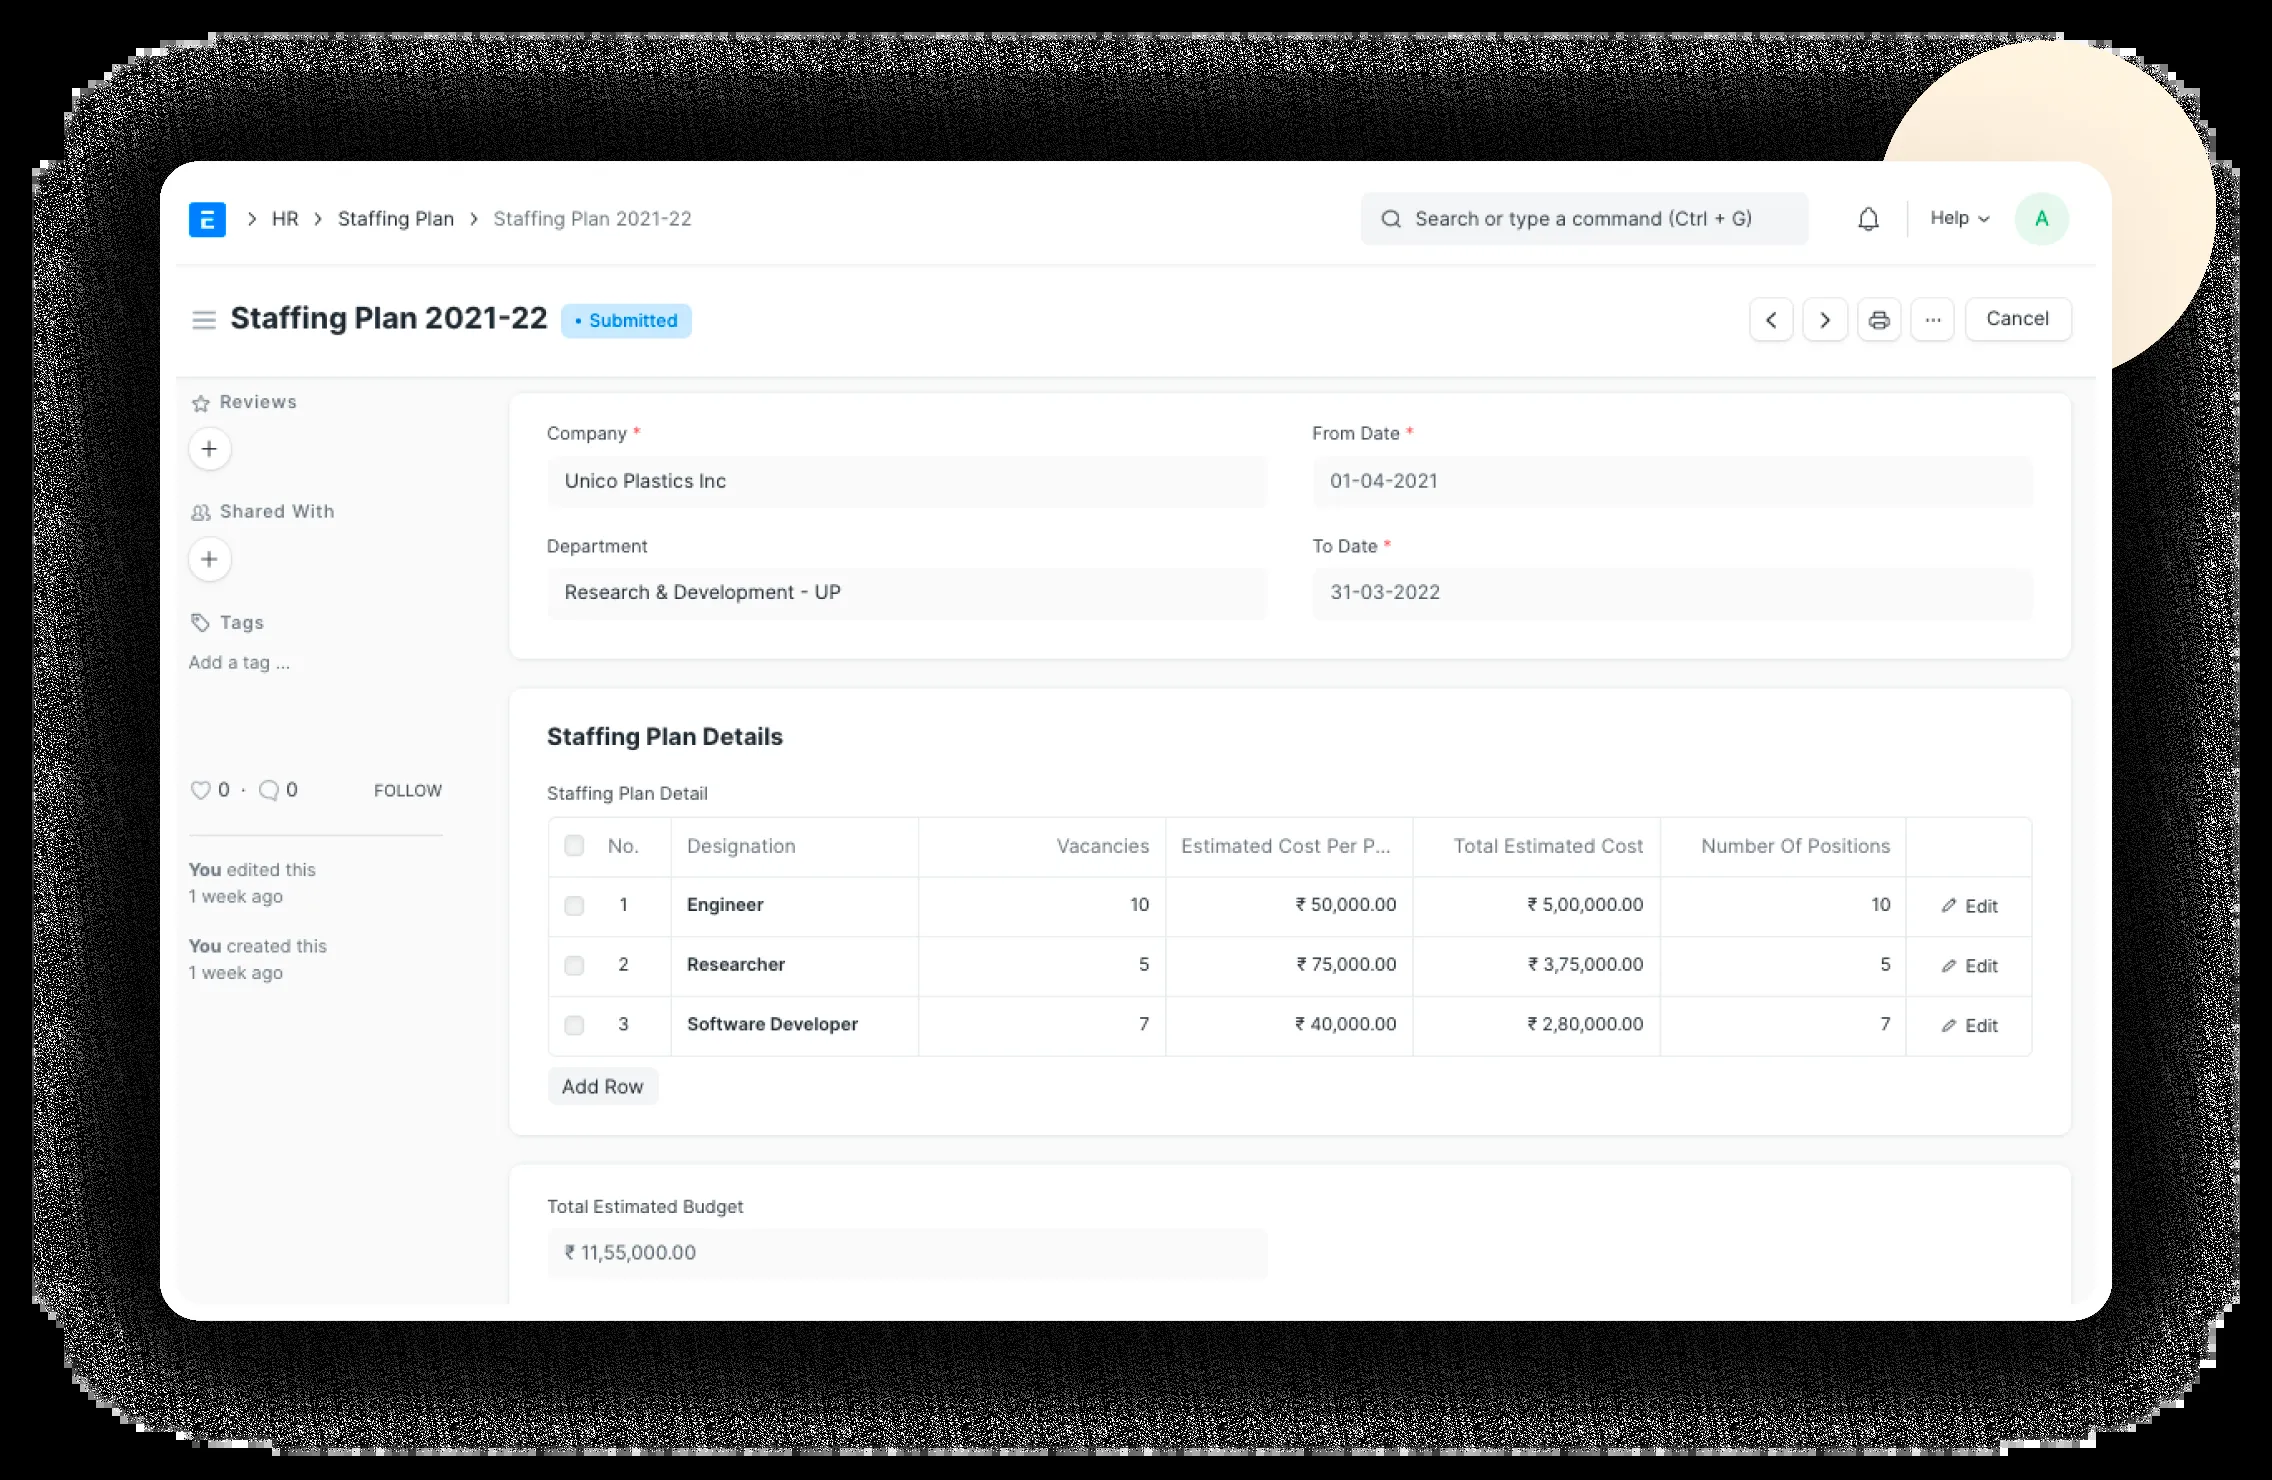 E > HR > Staffing Plan > Staffing Plan 2021-22 Search or type a command (Ctrl + G) Help A
Staffing Plan 2021-22 • Submitted ... Cancel
Reviews
+
Shared With
+
Tags
Add a tag ...
0 · 0 FOLLOW
You edited this
1 week ago
You created this
1 week ago
Company * From Date *
Unico Plastics Inc 01-04-2021
Department To Date *
Research & Development - UP 31-03-2022
Staffing Plan Details
Staffing Plan Detail
No. Designation Vacancies Estimated Cost Per P... Total Estimated Cost Number Of Positions
1 Engineer 10 ₹ 50,000.00 ₹ 5,00,000.00 10 Edit
2 Researcher 5 ₹ 75,000.00 ₹ 3,75,000.00 5 Edit
3 Software Developer 7 ₹ 40,000.00 ₹ 2,80,000.00 7 Edit
Add Row
Total Estimated Budget
₹ 11,55,000.00